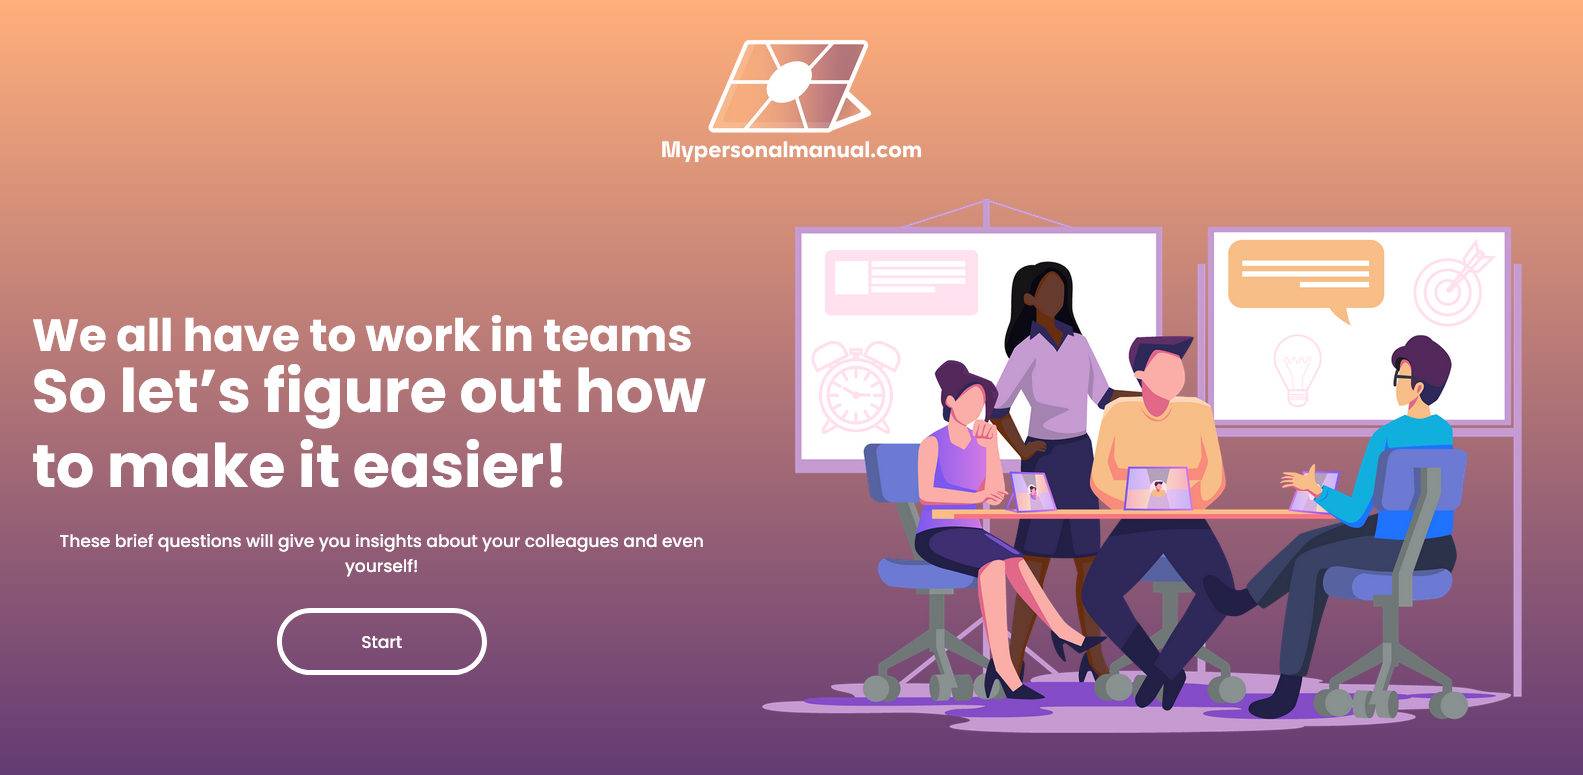 Mypersonalmanual.com
We all have to work in teams
So let’s figure out how
to make it easier!
These brief questions will give you insights about your colleagues and even
yourself!
Start